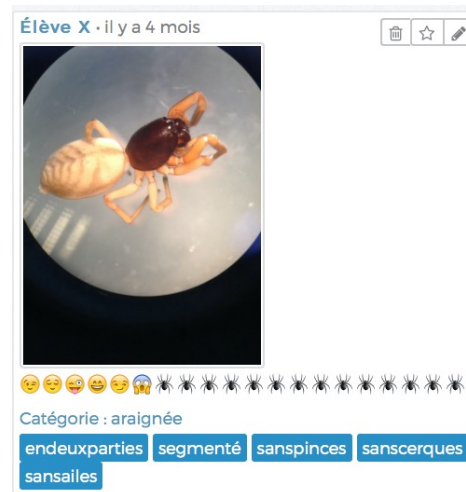 Élève X · il y a 4 mois
Catégorie : araignée
endeuxparties segmenté sanspinces sanscerques
sansailes